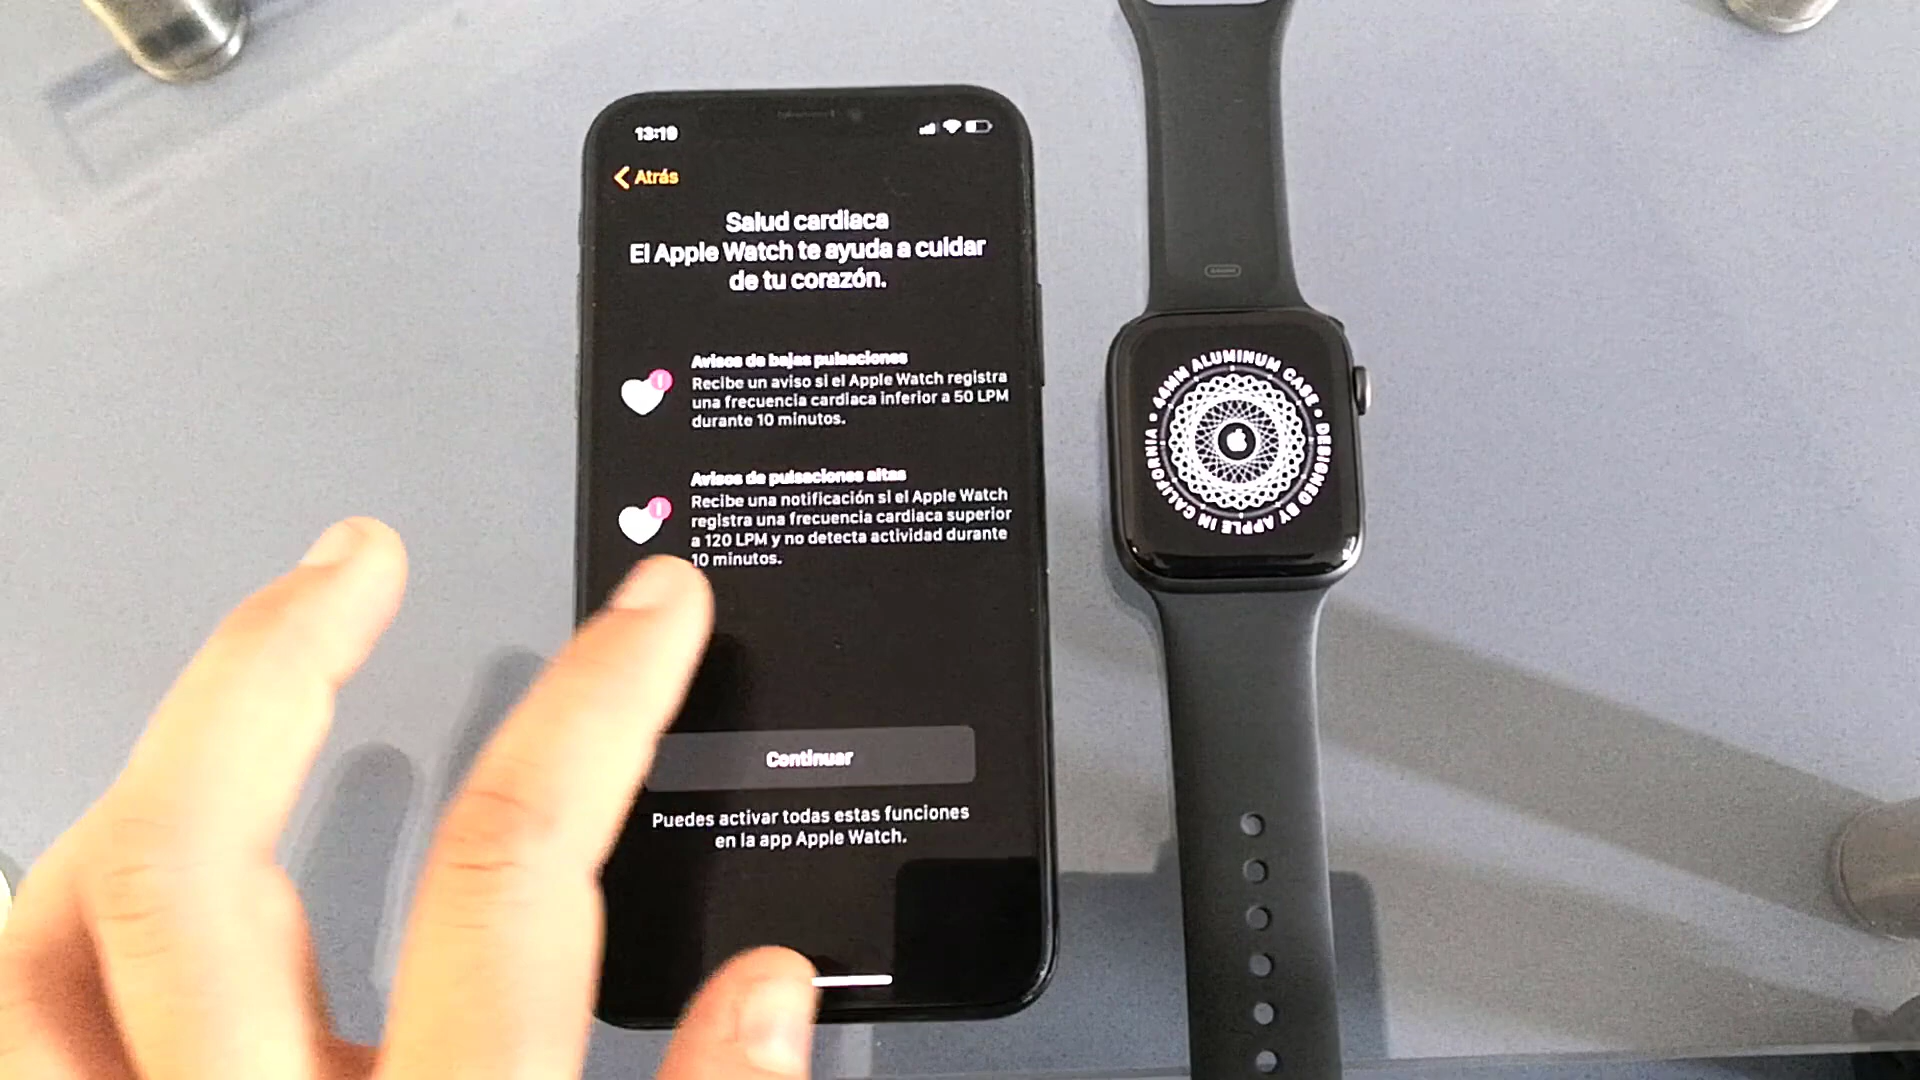 13:19
Atrás
Salud cardiaca
El Apple Watch te ayuda a cuidar
de tu corazón.
Avisos de bajas pulsaciones
Recibe un aviso si el Apple Watch registra
una frecuencia cardiaca inferior a 50 LPM
durante 10 minutos.
Avisos de pulsaciones altas
Recibe una notificación si el Apple Watch
registra una frecuencia cardiaca superior
a 120 LPM y no detecta actividad durante
10 minutos.
Continuar
Puedes activar todas estas funciones
en la app Apple Watch.
44MM ALUMINUM CASE • DESIGNED BY APPLE IN CALIFORNIA •